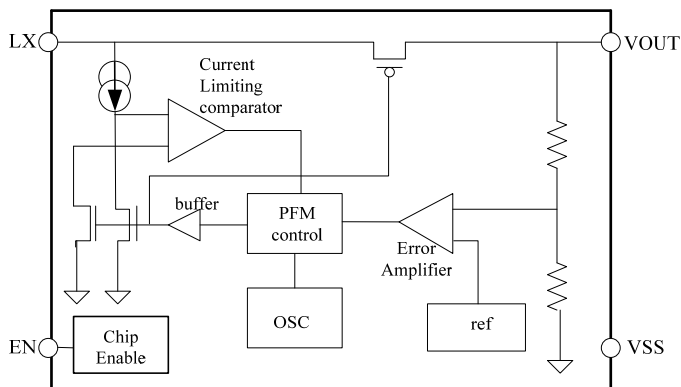 LX
VOUT
Current
Limiting
comparator
buffer
PFM
control
Error
Amplifier
OSC
ref
EN
Chip
Enable
VSS